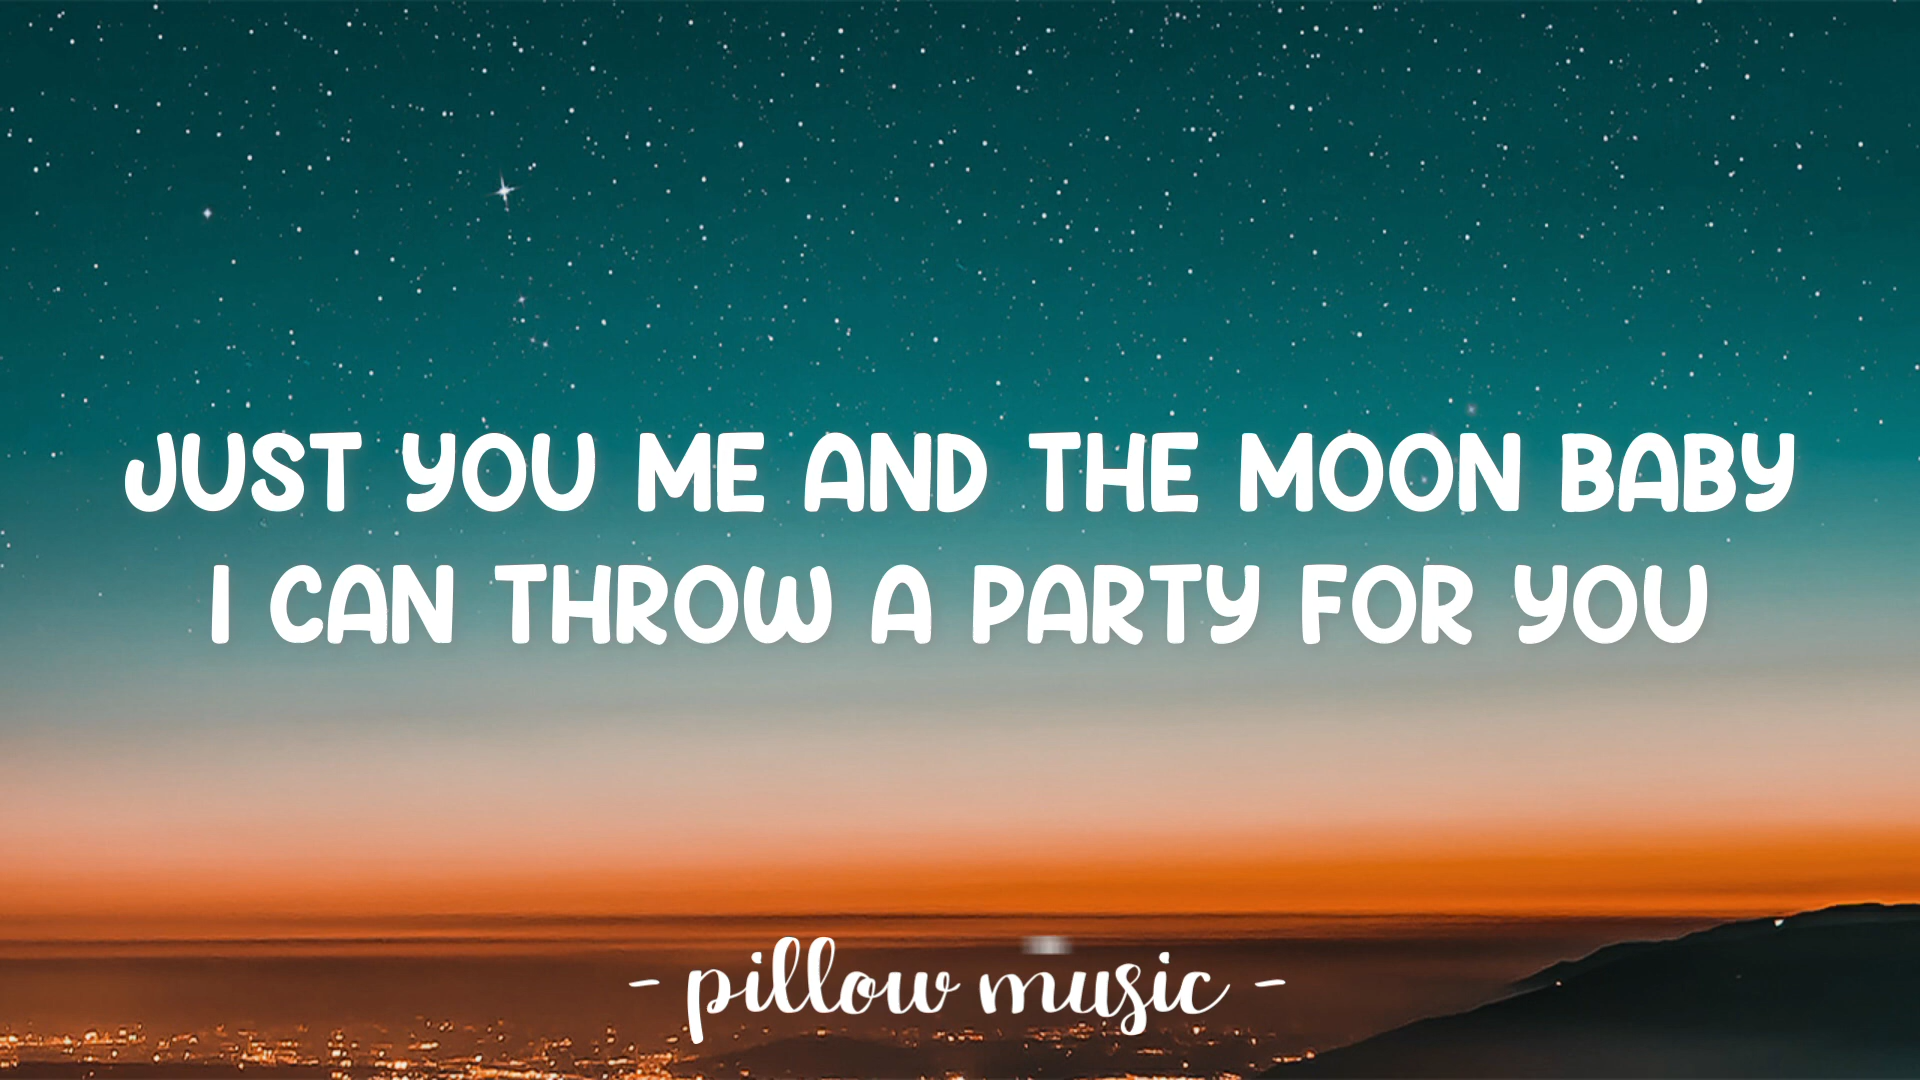 JUST YOU ME AND THE MOON BABY
I CAN THROW A PARTY FOR YOU
- pillow music -